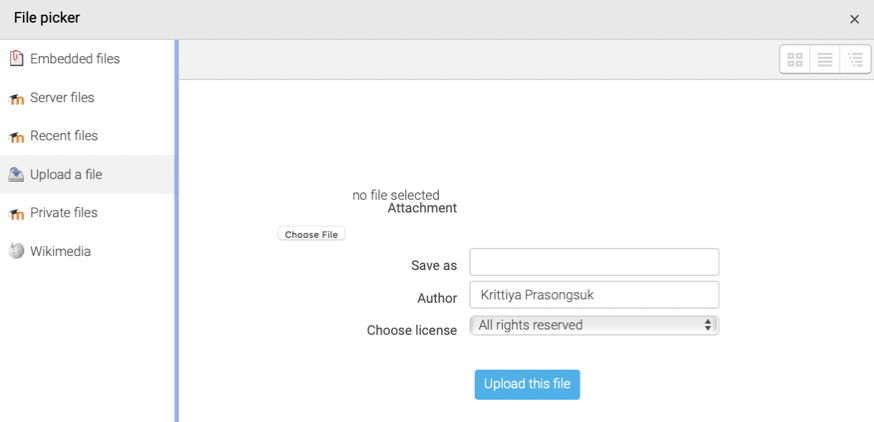 File picker
Embedded files
Server files
Recent files
Upload a file
Private files
Wikimedia
no file selected
Attachment
Choose File
Save as
Author Krittiya Prasongsuk
Choose license All rights reserved
Upload this file